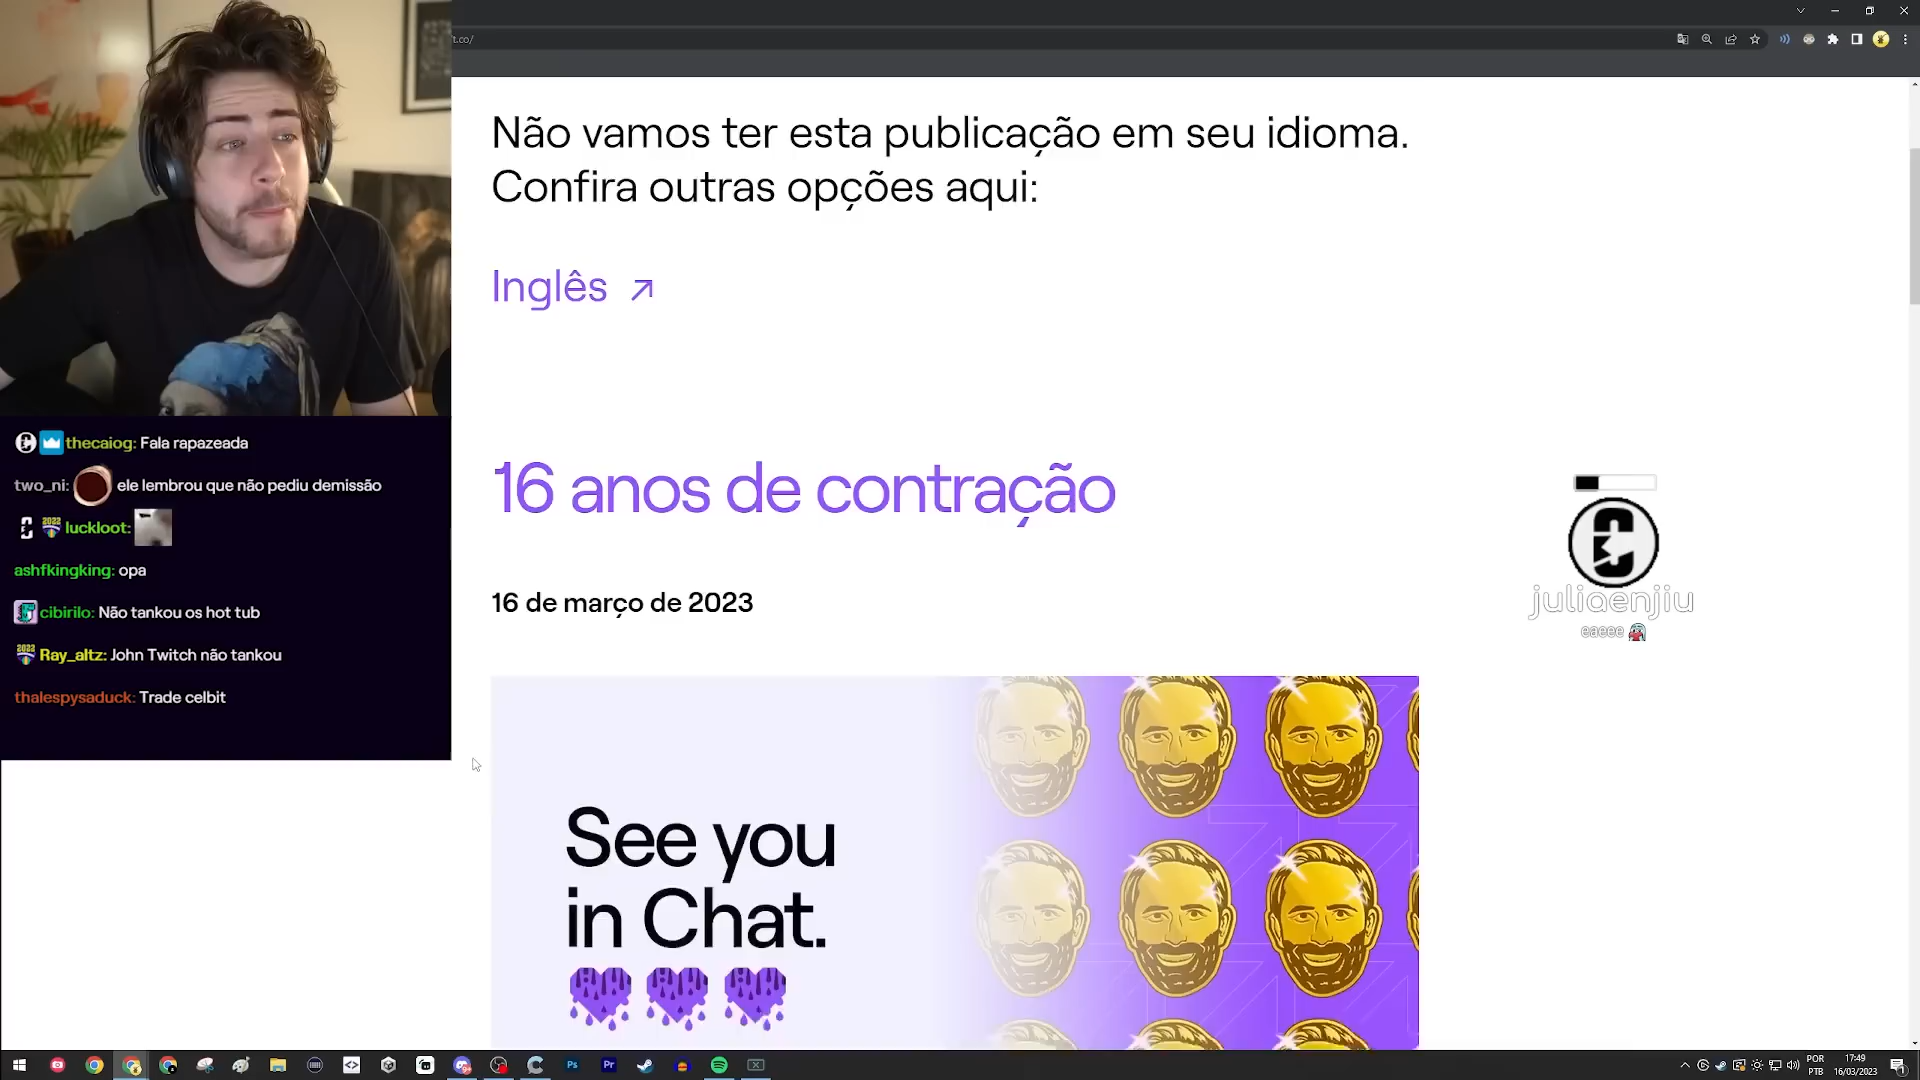 t.co/
Não vamos ter esta publicação em seu idioma.
Confira outras opções aqui:
Inglês ↗
16 anos de contração
16 de março de 2023
See you
in Chat.
thecaiog: Fala rapazeada
two_ni: ele lembrou que não pediu demissão
luckloot:
ashfkingking: opa
cibirilo: Não tankou os hot tub
Ray_altz: John Twitch não tankou
thalespysaduck: Trade celbit
juliaenjiu
eaeee
Ps
Pr
POR
PTB
17:49
16/03/2023